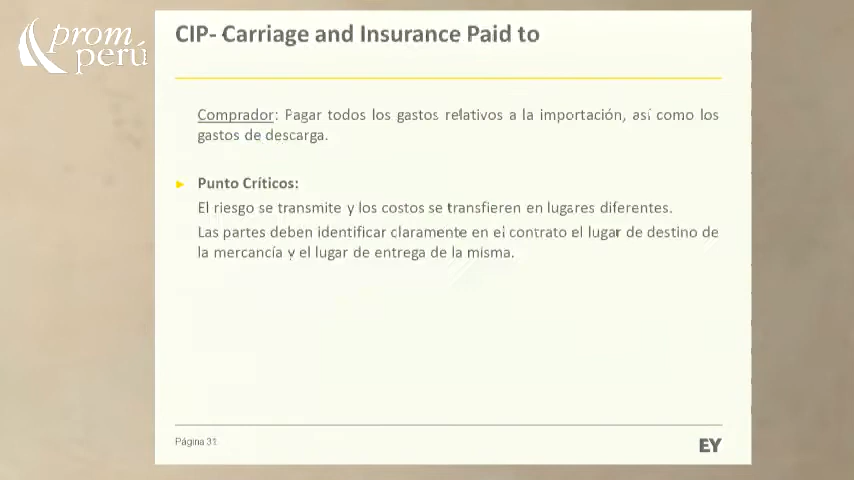 prom
perú
CIP- Carriage and Insurance Paid to
Comprador: Pagar todos los gastos relativos a la importación, así como los
gastos de descarga.
► Punto Críticos:
El riesgo se transmite y los costos se transfieren en lugares diferentes.
Las partes deben identificar claramente en el contrato el lugar de destino de
la mercancía y el lugar de entrega de la misma.
Página 31
EY